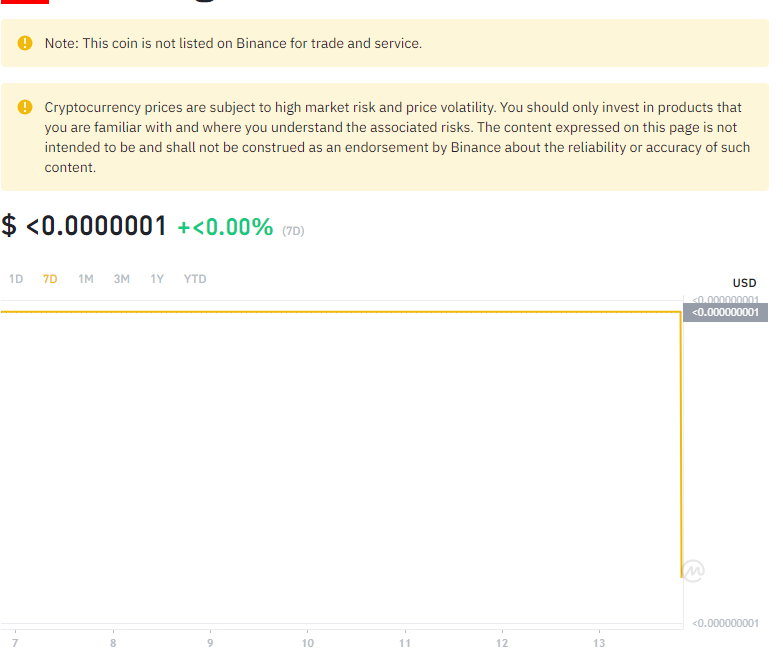 Note: This coin is not listed on Binance for trade and service.
Cryptocurrency prices are subject to high market risk and price volatility. You should only invest in products that
you are familiar with and where you understand the associated risks. The content expressed on this page is not
intended to be and shall not be construed as an endorsement by Binance about the reliability or accuracy of such
content.
$ <0.0000001 +<0.00% (7D)
1D 7D 1M 3M 1Y YTD
USD
<0.000000001
<0.000000001
<0.000000001
7 8 9 10 11 12 13